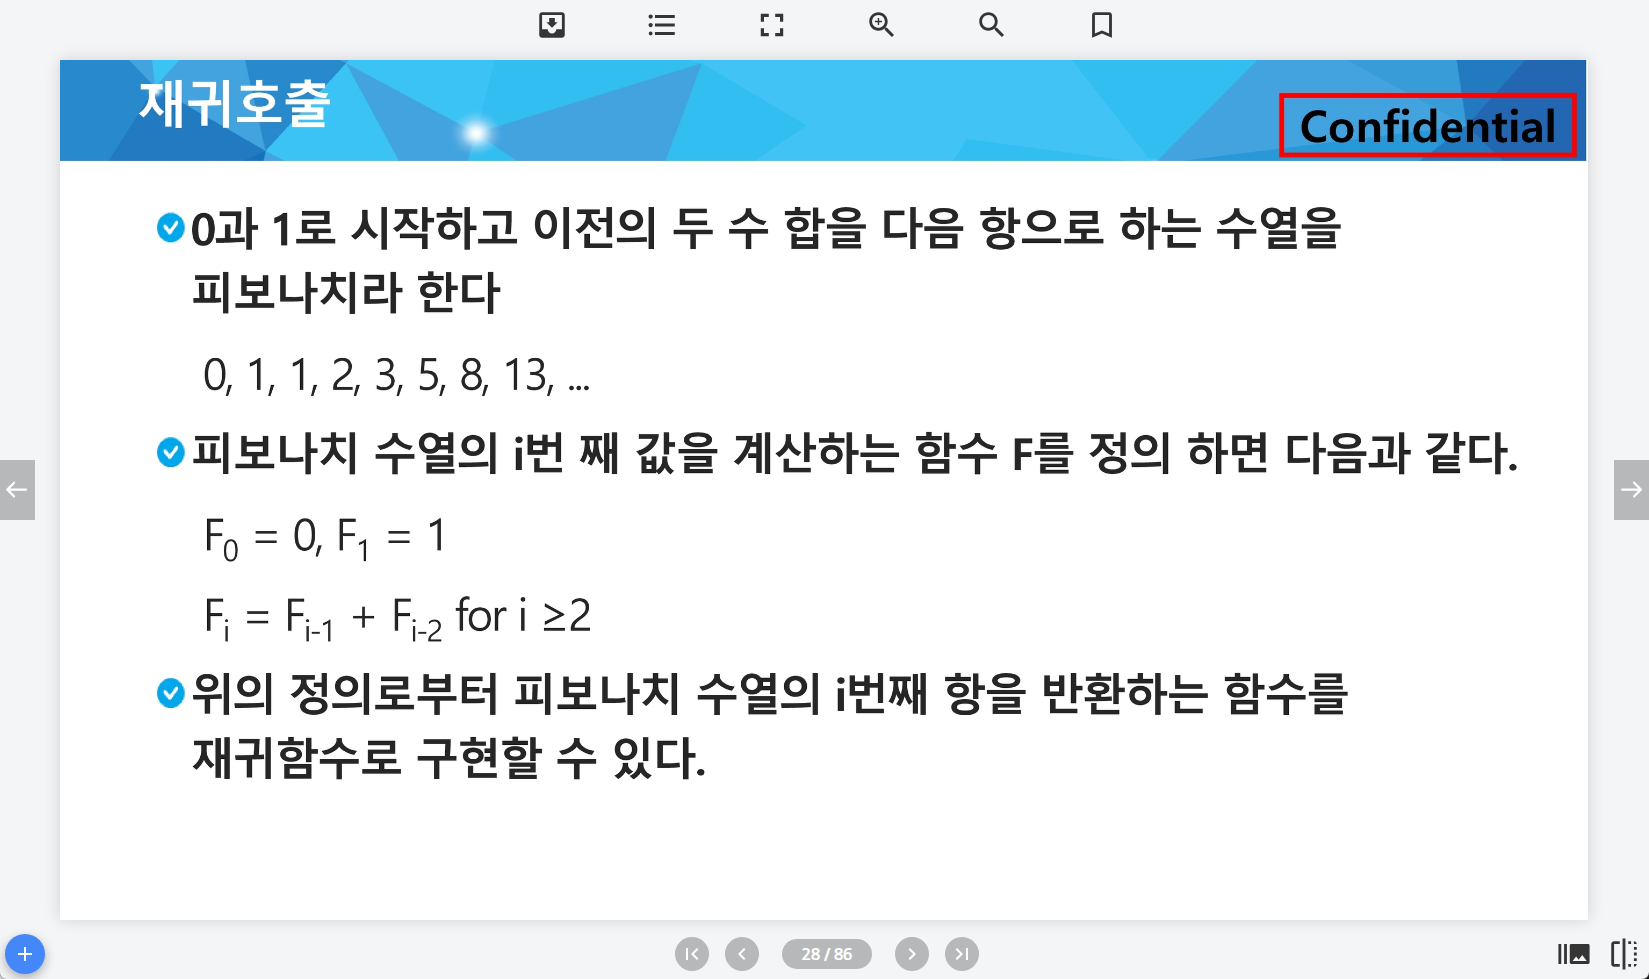 재귀호출
Confidential
0과 1로 시작하고 이전의 두 수 합을 다음 항으로 하는 수열을
피보나치라 한다
0, 1, 1, 2, 3, 5, 8, 13, ...
피보나치 수열의 i번 째 값을 계산하는 함수 F를 정의 하면 다음과 같다.
F₀ = 0, F₁ = 1
Fᵢ = Fᵢ₋₁ + Fᵢ₋₂ for i ≥2
위의 정의로부터 피보나치 수열의 i번째 항을 반환하는 함수를
재귀함수로 구현할 수 있다.
28 / 86